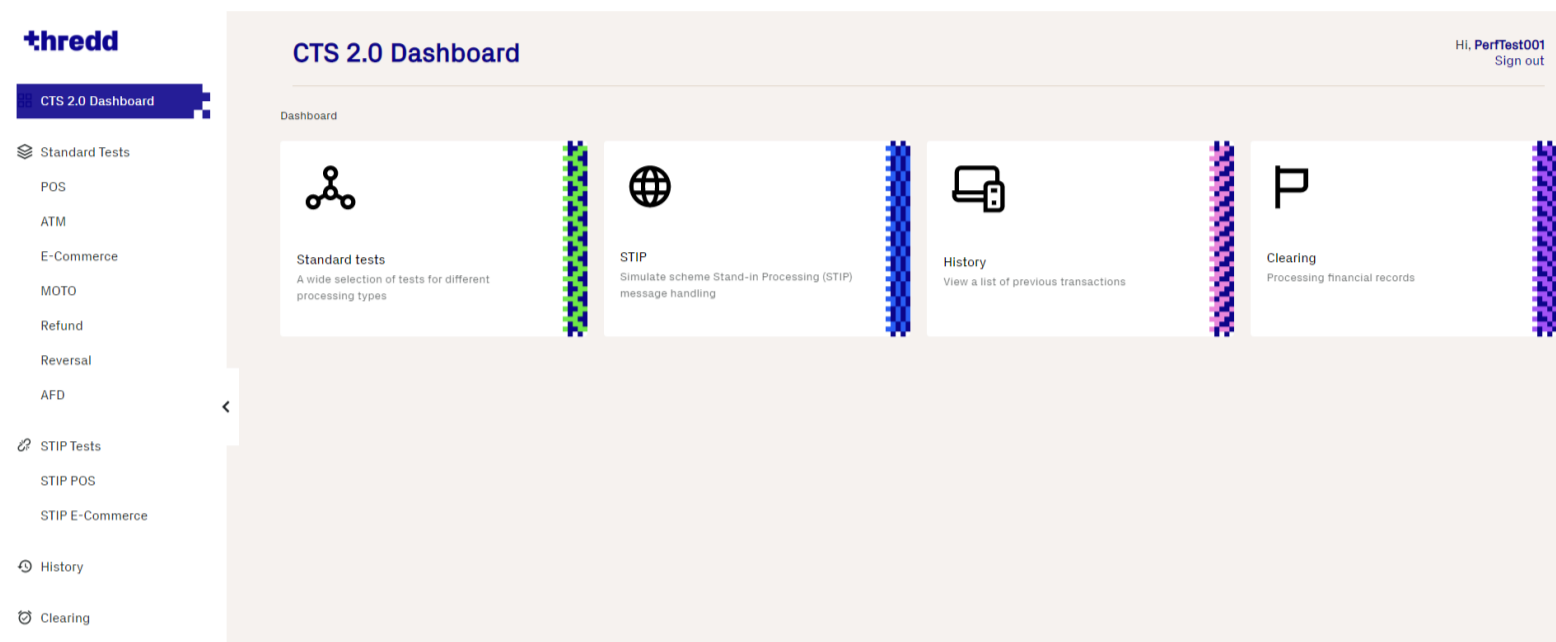 thredd
CTS 2.0 Dashboard
Standard Tests
POS
ATM
E-Commerce
MOTO
Refund
Reversal
AFD
STIP Tests
STIP POS
STIP E-Commerce
History
Clearing
CTS 2.0 Dashboard
Hi, PerfTest001
Sign out
Dashboard
Standard tests
A wide selection of tests for different
processing types
STIP
Simulate scheme Stand-in Processing (STIP)
message handling
History
View a list of previous transactions
Clearing
Processing financial records